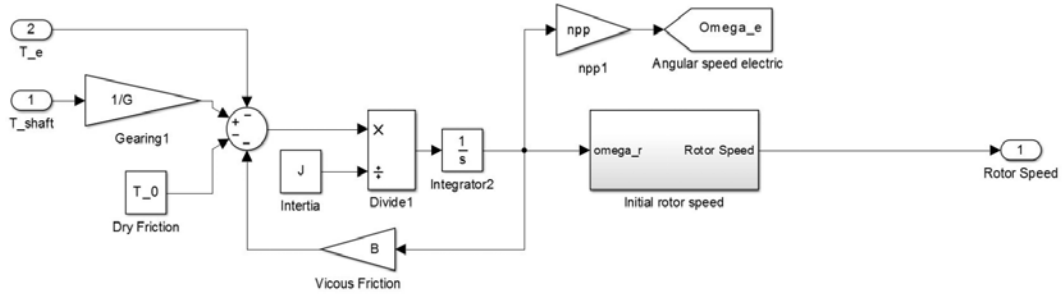 2
T_e
1
T_shaft
1/G
Gearing1
+
-
-
-
T_0
Dry Friction
J
Intertia
×
÷
Divide1
1
s
Integrator2
B
Vicous Friction
npp
npp1
Omega_e
Angular speed electric
omega_r Rotor Speed
Initial rotor speed
1
Rotor Speed